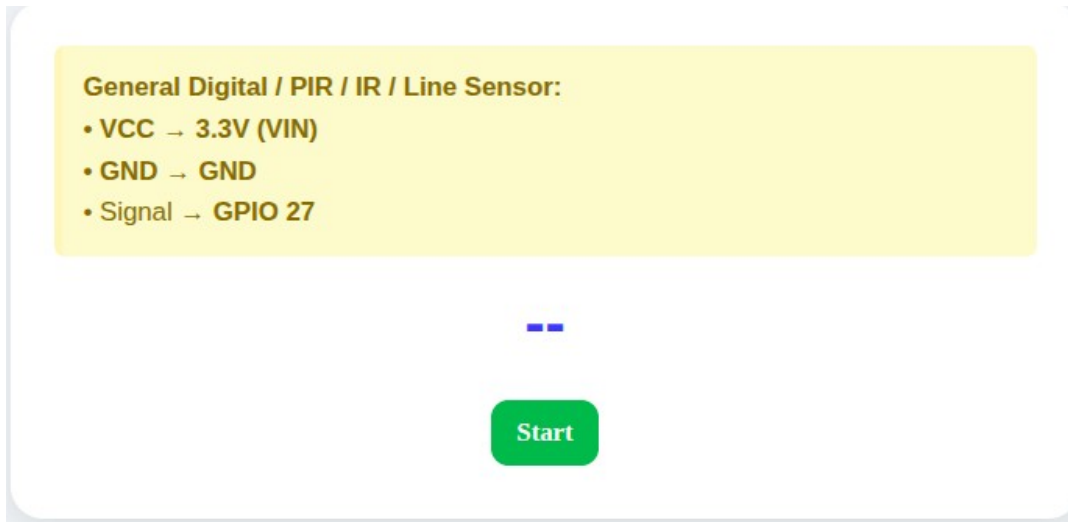 General Digital / PIR / IR / Line Sensor:
• VCC → 3.3V (VIN)
• GND → GND
• Signal → GPIO 27
--
Start